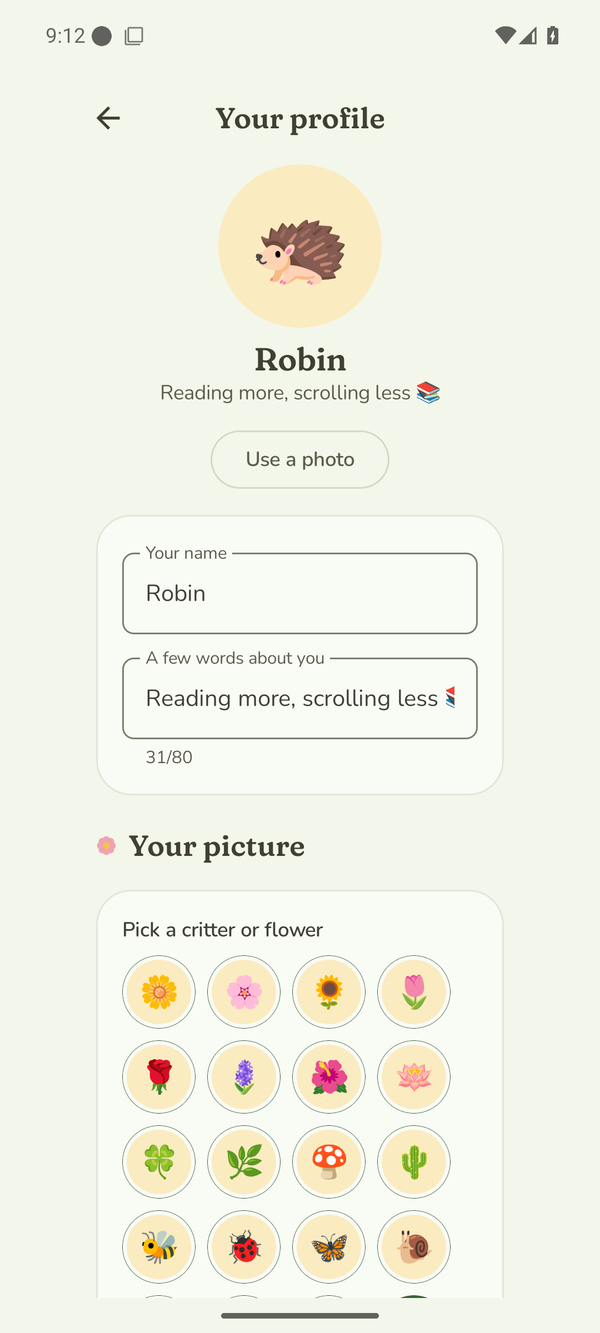 9:12
Your profile
Robin
Reading more, scrolling less 📚
Use a photo
Your name
Robin
A few words about you
Reading more, scrolling less
31/80
Your picture
Pick a critter or flower